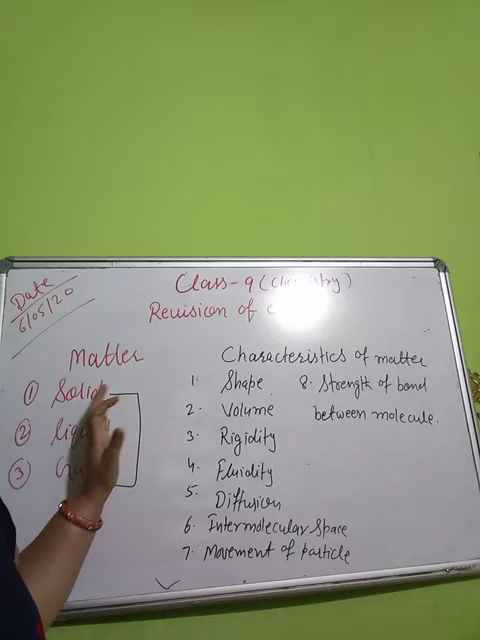 Date
6/05/20
Class-9 (Chemistry)
Revision of
Matter
① Solid
②
③
Characteristics of matter
1. Shape
2. Volume
3. Rigidity
4. Fluidity
5. Diffusion
6. Intermolecular Space
7. Movement of particle
8. Strength of bond
between molecule.